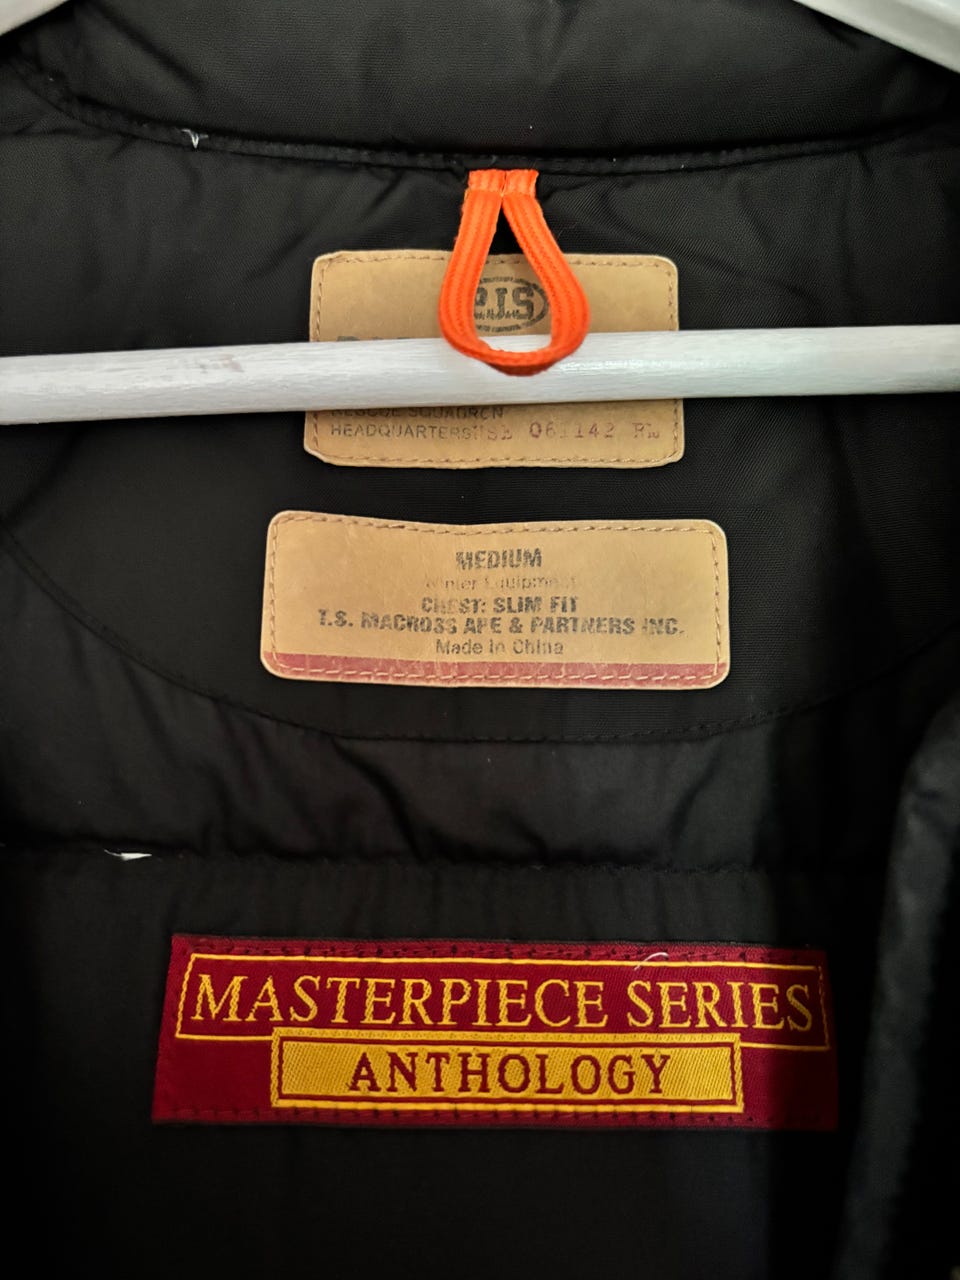 PJS
RESCUE SQUADRON
HEADQUARTERS
MEDIUM
Winter Equipment
CHEST: SLIM FIT
T.S. MACROSS APE & PARTNERS INC.
Made in China
MASTERPIECE SERIES
ANTHOLOGY